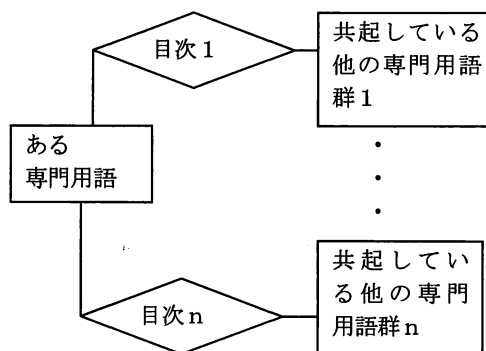 目次1
共起している
他の専門用語
群1
ある
専門用語
・
・
・
目次n
共起してい
る他の専門
用語群n